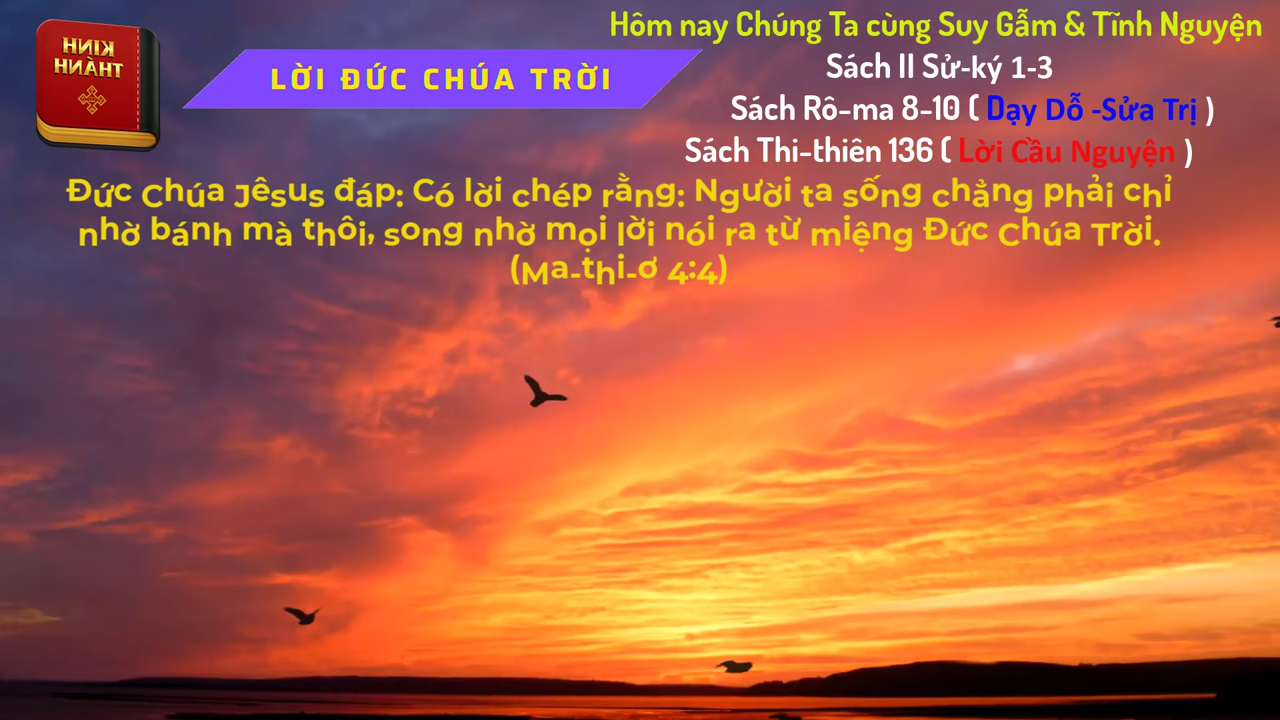 KINH
THÁNH
LỜI ĐỨC CHÚA TRỜI
Hôm nay Chúng Ta cùng Suy Gẫm & Tĩnh Nguyện
Sách II Sử-ký 1-3
Sách Rô-ma 8-10 ( Dạy Dỗ -Sửa Trị )
Sách Thi-thiên 136 ( Lời Cầu Nguyện )
Đức Chúa Jêsus đáp: Có lời chép rằng: Người ta sống chẳng phải chỉ
nhờ bánh mà thôi, song nhờ mọi lời nói ra từ miệng Đức Chúa Trời.
(Ma-thi-ơ 4:4)